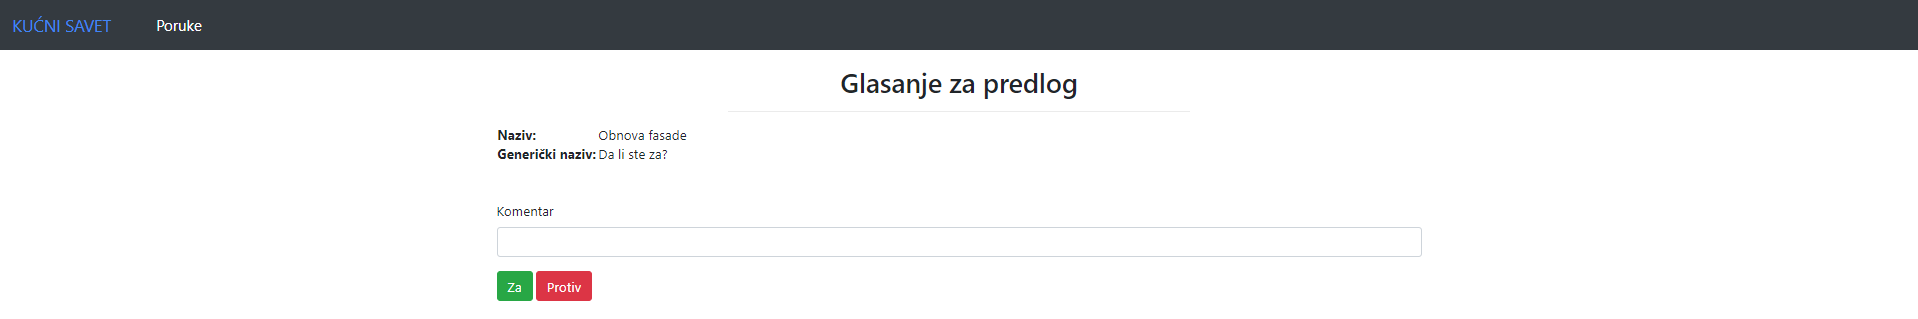 KUĆNI SAVET Poruke
Glasanje za predlog
Naziv: Obnova fasade
Generički naziv: Da li ste za?
Komentar
Za Protiv